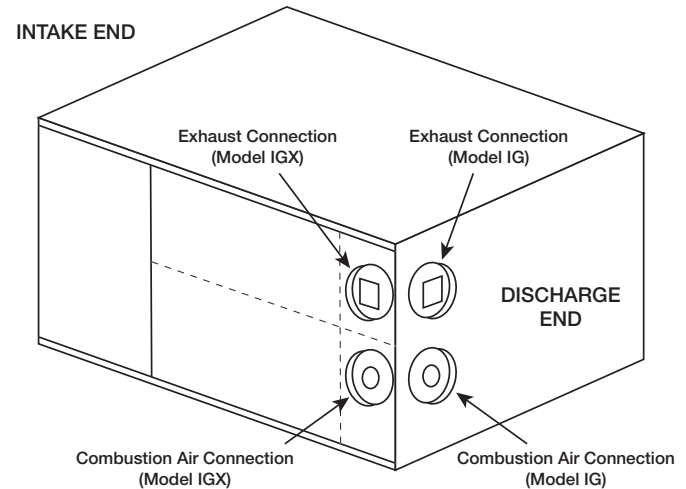 INTAKE END
Exhaust Connection
(Model IGX)
Exhaust Connection
(Model IG)
DISCHARGE
END
Combustion Air Connection
(Model IGX)
Combustion Air Connection
(Model IG)